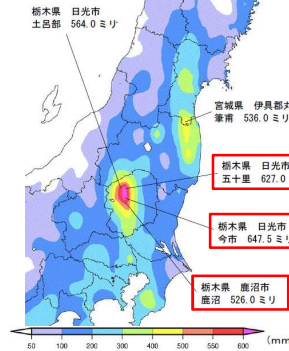 栃木県 日光市
土呂部 564.0 ミリ
宮城県 伊具郡丸
筆甫 536.0 ミリ
栃木県 日光市
五十里 627.0
栃木県 日光市
今市 647.5 ミリ
栃木県 鹿沼市
鹿沼 526.0 ミリ
50 100 200 300 400 500 550 600 (mm